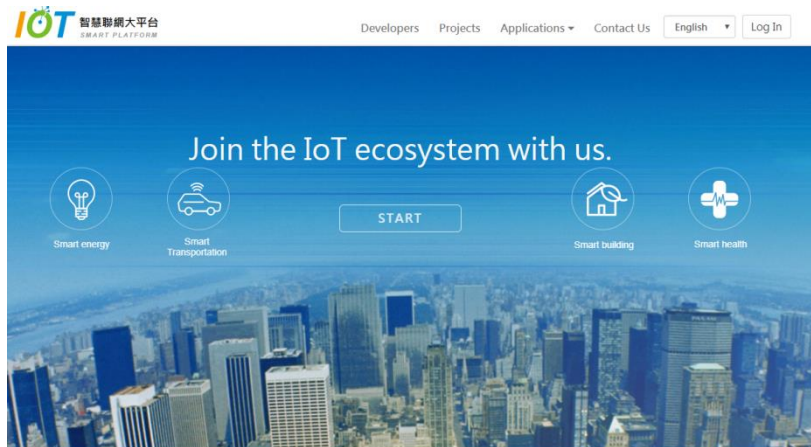 IOT 智慧聯網大平台
SMART PLATFORM
Developers Projects Applications Contact Us English Log In
Join the IoT ecosystem with us.
START
Smart energy
Smart
Transportation
Smart building
Smart health